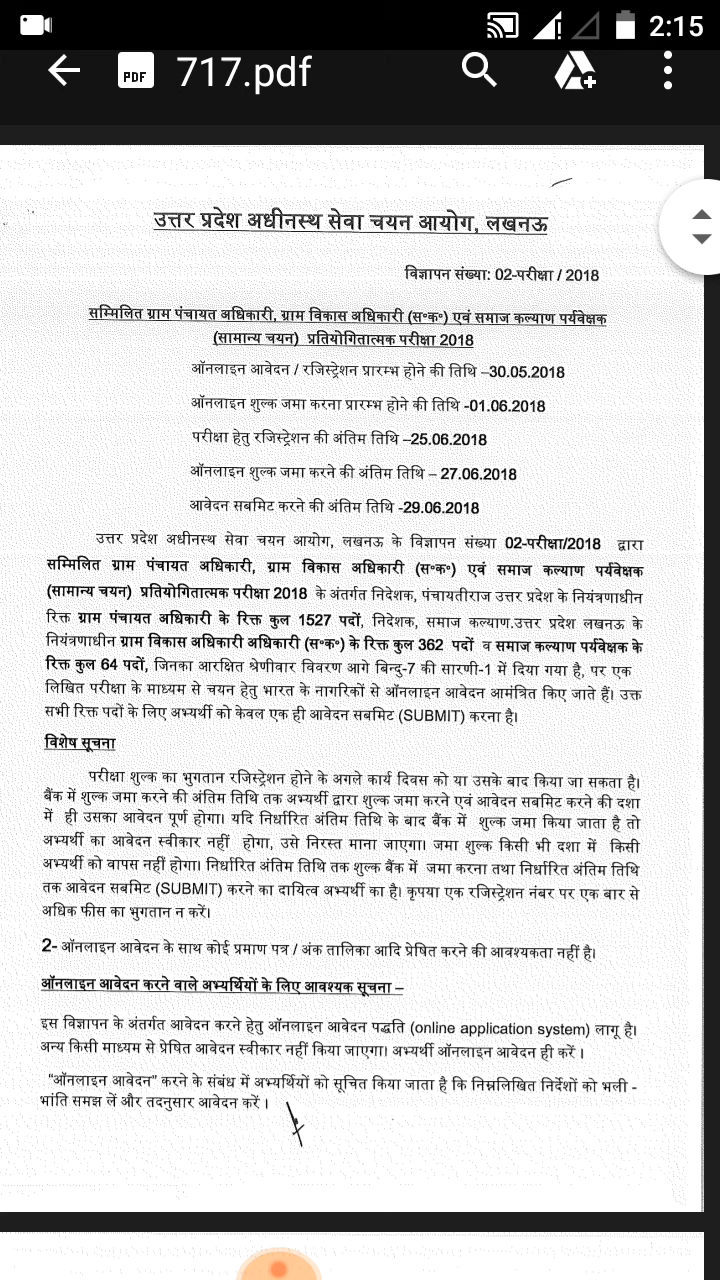 2:15
PDF 717.pdf
उत्तर प्रदेश अधीनस्थ सेवा चयन आयोग, लखनऊ
विज्ञापन संख्या: 02-परीक्षा / 2018
सम्मिलित ग्राम पंचायत अधिकारी, ग्राम विकास अधिकारी (स॰क॰) एवं समाज कल्याण पर्यवेक्षक
(सामान्य चयन) प्रतियोगितात्मक परीक्षा 2018
ऑनलाइन आवेदन / रजिस्ट्रेशन प्रारम्भ होने की तिथि –30.05.2018
ऑनलाइन शुल्क जमा करना प्रारम्भ होने की तिथि -01.06.2018
परीक्षा हेतु रजिस्ट्रेशन की अंतिम तिथि –25.06.2018
ऑनलाइन शुल्क जमा करने की अंतिम तिथि – 27.06.2018
आवेदन सबमिट करने की अंतिम तिथि -29.06.2018
उत्तर प्रदेश अधीनस्थ सेवा चयन आयोग, लखनऊ के विज्ञापन संख्या 02-परीक्षा/2018 द्वारा
सम्मिलित ग्राम पंचायत अधिकारी, ग्राम विकास अधिकारी (स॰क॰) एवं समाज कल्याण पर्यवेक्षक
(सामान्य चयन) प्रतियोगितात्मक परीक्षा 2018 के अंतर्गत निदेशक, पंचायतीराज उत्तर प्रदेश के नियंत्रणाधीन
रिक्त ग्राम पंचायत अधिकारी के रिक्त कुल 1527 पदों, निदेशक, समाज कल्याण.उत्तर प्रदेश लखनऊ के
नियंत्रणाधीन ग्राम विकास अधिकारी अधिकारी (स॰क॰) के रिक्त कुल 362 पदों व समाज कल्याण पर्यवेक्षक के
रिक्त कुल 64 पदों, जिनका आरक्षित श्रेणीवार विवरण आगे बिन्दु-7 की सारणी-1 में दिया गया है, पर एक
लिखित परीक्षा के माध्यम से चयन हेतु भारत के नागरिकों से ऑनलाइन आवेदन आमंत्रित किए जाते हैं। उक्त
सभी रिक्त पदों के लिए अभ्यर्थी को केवल एक ही आवेदन सबमिट (SUBMIT) करना है।
विशेष सूचना
परीक्षा शुल्क का भुगतान रजिस्ट्रेशन होने के अगले कार्य दिवस को या उसके बाद किया जा सकता है।
बैंक में शुल्क जमा करने की अंतिम तिथि तक अभ्यर्थी द्वारा शुल्क जमा करने एवं आवेदन सबमिट करने की दशा
में ही उसका आवेदन पूर्ण होगा। यदि निर्धारित अंतिम तिथि के बाद बैंक में शुल्क जमा किया जाता है तो
अभ्यर्थी का आवेदन स्वीकार नहीं होगा, उसे निरस्त माना जाएगा। जमा शुल्क किसी भी दशा में किसी
अभ्यर्थी को वापस नहीं होगा। निर्धारित अंतिम तिथि तक शुल्क बैंक में जमा करना तथा निर्धारित अंतिम तिथि
तक आवेदन सबमिट (SUBMIT) करने का दायित्व अभ्यर्थी का है। कृपया एक रजिस्ट्रेशन नंबर पर एक बार से
अधिक फीस का भुगतान न करें।
2- ऑनलाइन आवेदन के साथ कोई प्रमाण पत्र / अंक तालिका आदि प्रेषित करने की आवश्यकता नहीं है।
ऑनलाइन आवेदन करने वाले अभ्यर्थियों के लिए आवश्यक सूचना –
इस विज्ञापन के अंतर्गत आवेदन करने हेतु ऑनलाइन आवेदन पद्धति (online application system) लागू है।
अन्य किसी माध्यम से प्रेषित आवेदन स्वीकार नहीं किया जाएगा। अभ्यर्थी ऑनलाइन आवेदन ही करें ।
"ऑनलाइन आवेदन" करने के संबंध में अभ्यर्थियों को सूचित किया जाता है कि निम्नलिखित निर्देशों को भली -
भांति समझ लें और तदनुसार आवेदन करें ।